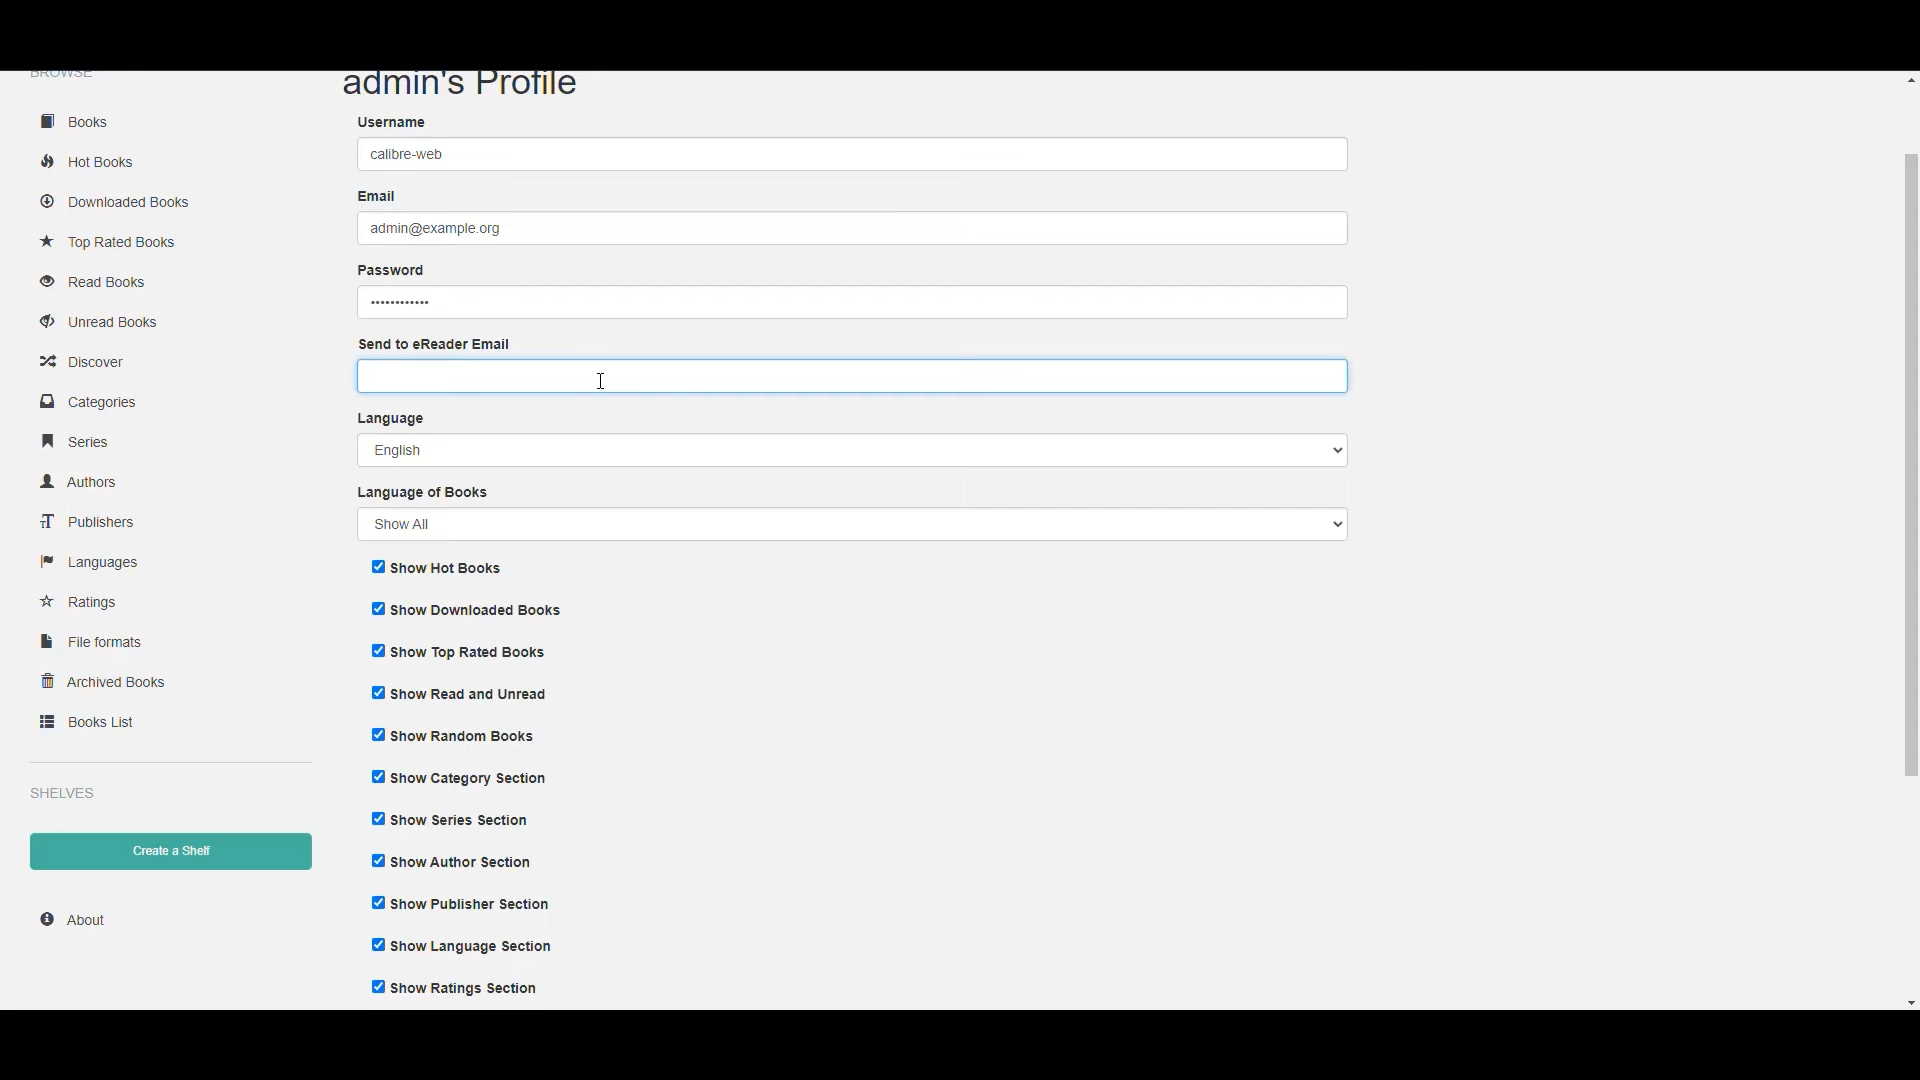 BROWSE
Books
Hot Books
Downloaded Books
Top Rated Books
Read Books
Unread Books
Discover
Categories
Series
Authors
Publishers
Languages
Ratings
File formats
Archived Books
Books List
SHELVES
Create a Shelf
About
admin's Profile
Username
calibre-web
Email
admin@example.org
Password
••••••••••••
Send to eReader Email
Language
English
Language of Books
Show All
Show Hot Books
Show Downloaded Books
Show Top Rated Books
Show Read and Unread
Show Random Books
Show Category Section
Show Series Section
Show Author Section
Show Publisher Section
Show Language Section
Show Ratings Section